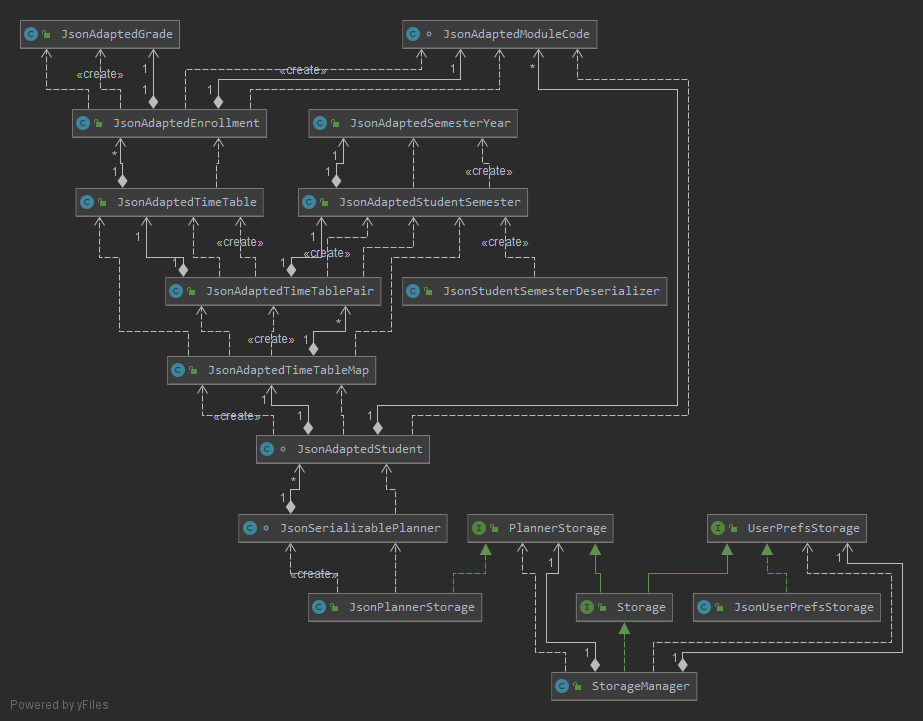 JsonAdaptedGrade
JsonAdaptedModuleCode
«create»
«create»
1
1
1
1
*
JsonAdaptedEnrollment
JsonAdaptedSemesterYear
*
1
1
1
«create»
JsonAdaptedTimeTable
JsonAdaptedStudentSemester
1
1
«create»
«create»
«create»
1
1
JsonAdaptedTimeTablePair
JsonStudentSemesterDeserializer
*
«create»
1
JsonAdaptedTimeTableMap
1
«create»
1
1
JsonAdaptedStudent
*
1
JsonSerializablePlanner
PlannerStorage
UserPrefsStorage
1
1
«create»
JsonPlannerStorage
Storage
JsonUserPrefsStorage
1
1
StorageManager
Powered by yFiles